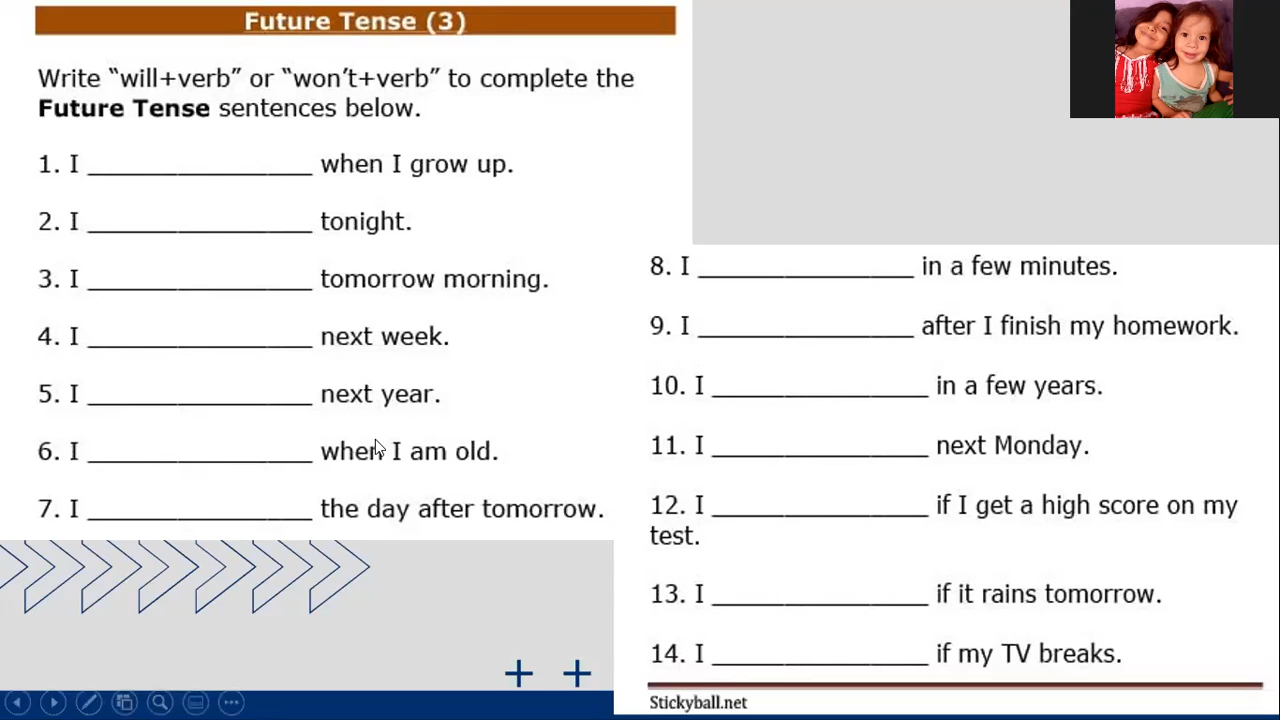 Future Tense (3)
Write “will+verb” or “won’t+verb” to complete the
Future Tense sentences below.
1. I ________________ when I grow up.
2. I ________________ tonight.
3. I ________________ tomorrow morning.
4. I ________________ next week.
5. I ________________ next year.
6. I ________________ when I am old.
7. I ________________ the day after tomorrow.
8. I ________________ in a few minutes.
9. I ________________ after I finish my homework.
10. I ________________ in a few years.
11. I ________________ next Monday.
12. I ________________ if I get a high score on my
test.
13. I ________________ if it rains tomorrow.
14. I ________________ if my TV breaks.
Stickyball.net